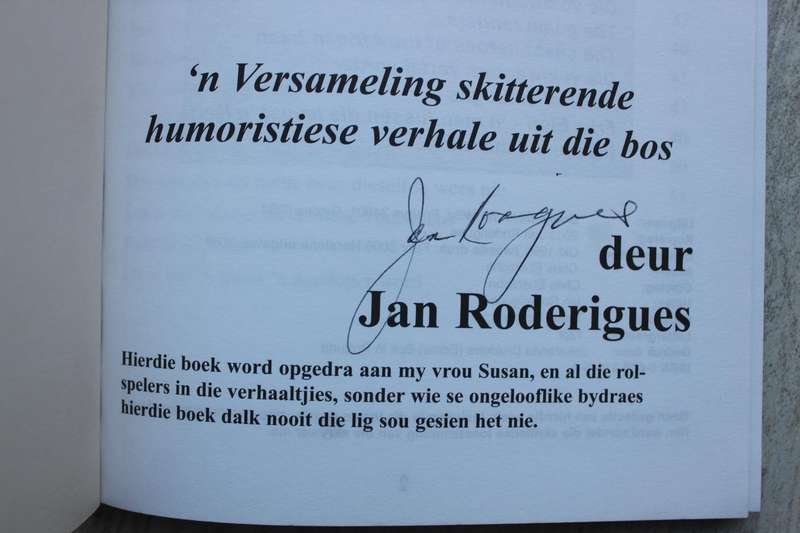 ‘n Versameling skitterende
humoristiese verhale uit die bos
deur
Jan Roderigues
Hierdie boek word opgedra aan my vrou Susan, en al die rol-
spelers in die verhaaltjies, sonder wie se ongelooflike bydraes
hierdie boek dalk nooit die lig sou gesien het nie.